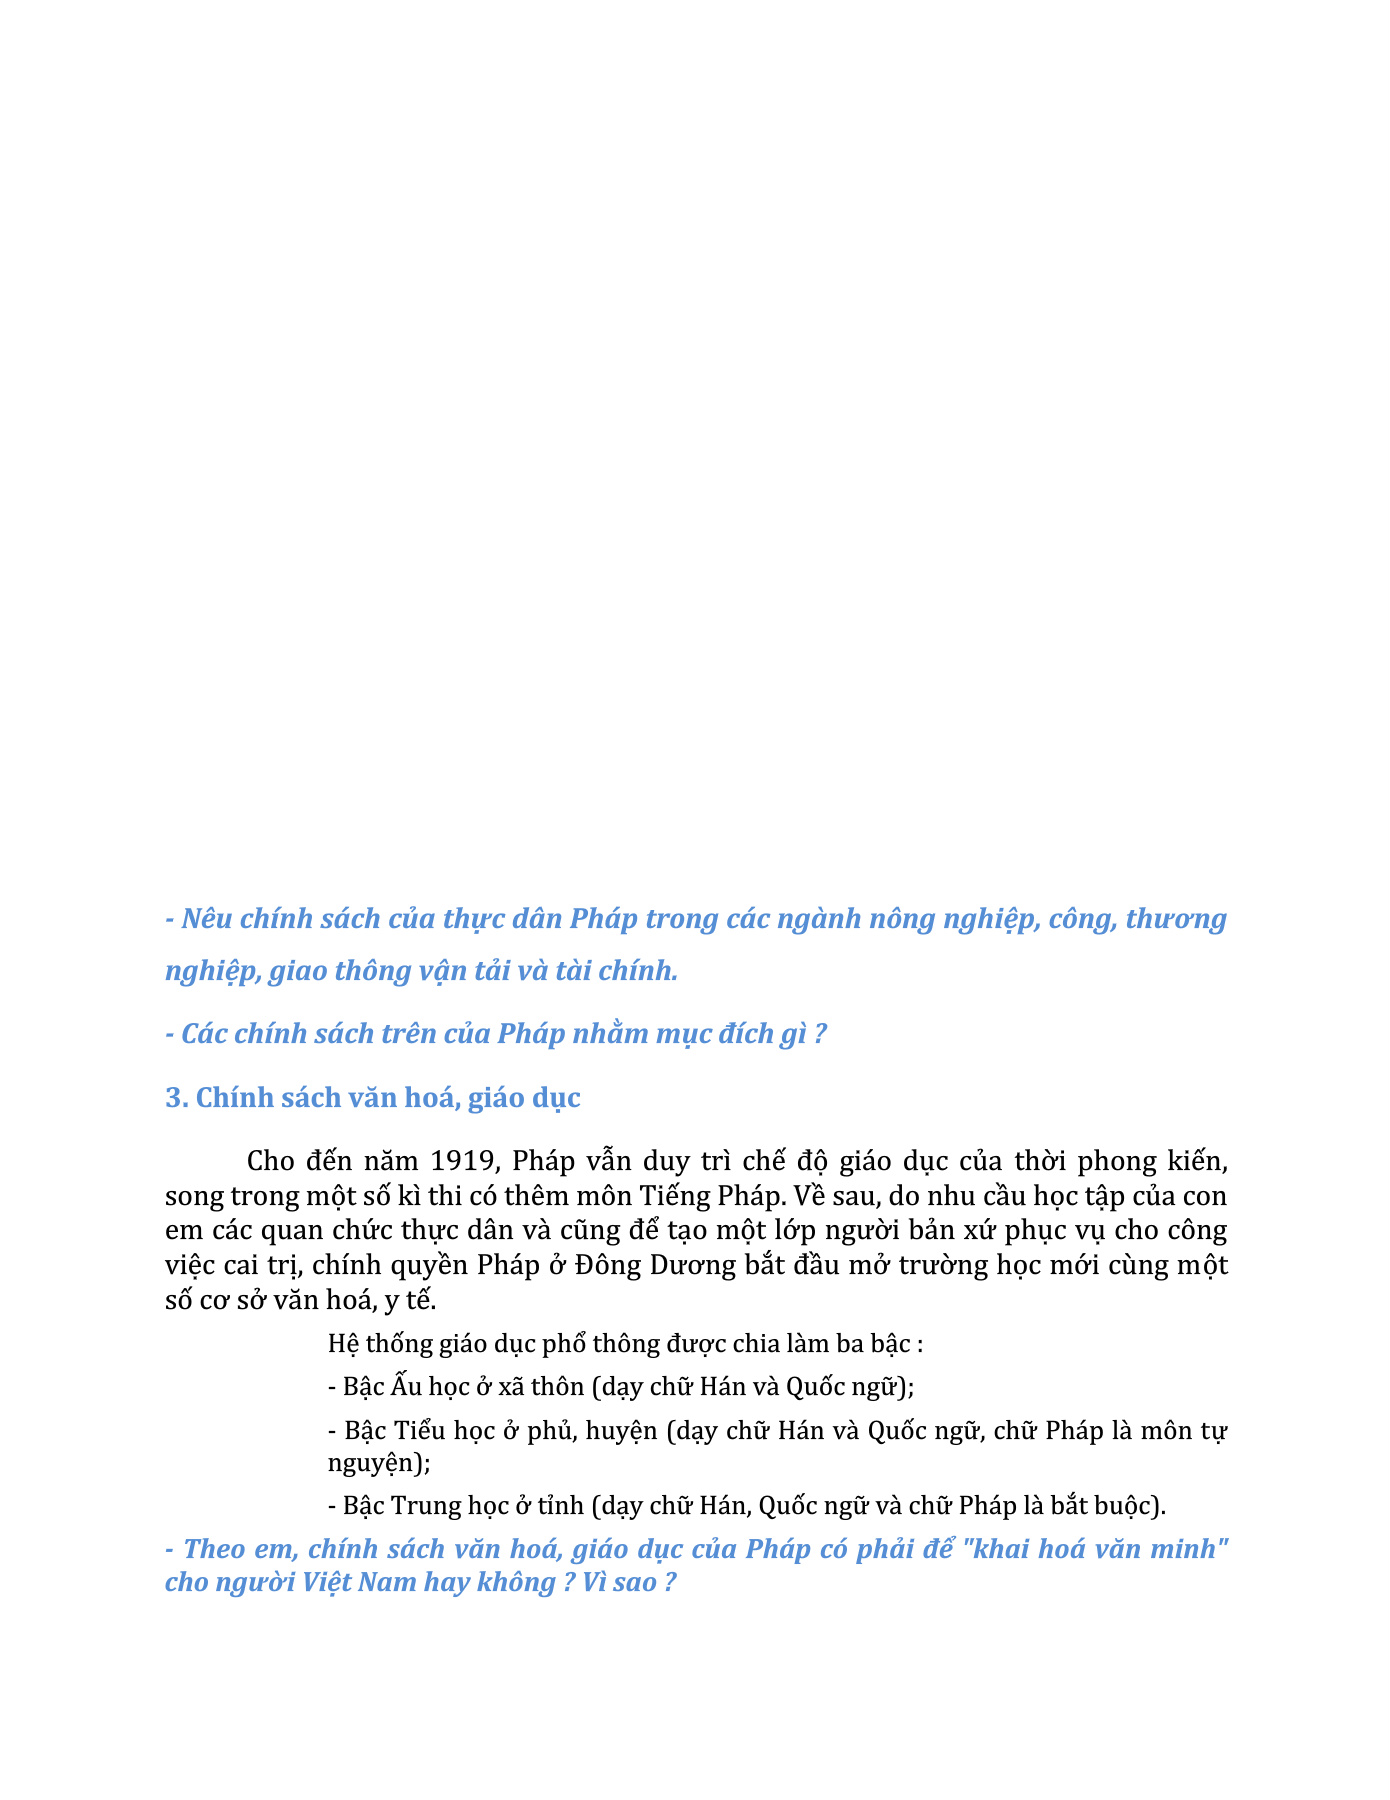 - Nêu chính sách của thực dân Pháp trong các ngành nông nghiệp, công, thương
nghiệp, giao thông vận tải và tài chính.
- Các chính sách trên của Pháp nhằm mục đích gì ?
3. Chính sách văn hoá, giáo dục
Cho đến năm 1919, Pháp vẫn duy trì chế độ giáo dục của thời phong kiến,
song trong một số kì thi có thêm môn Tiếng Pháp. Về sau, do nhu cầu học tập của con
em các quan chức thực dân và cũng để tạo một lớp người bản xứ phục vụ cho công
việc cai trị, chính quyền Pháp ở Đông Dương bắt đầu mở trường học mới cùng một
số cơ sở văn hoá, y tế.
Hệ thống giáo dục phổ thông được chia làm ba bậc :
- Bậc Ấu học ở xã thôn (dạy chữ Hán và Quốc ngữ);
- Bậc Tiểu học ở phủ, huyện (dạy chữ Hán và Quốc ngữ, chữ Pháp là môn tự
nguyện);
- Bậc Trung học ở tỉnh (dạy chữ Hán, Quốc ngữ và chữ Pháp là bắt buộc).
- Theo em, chính sách văn hoá, giáo dục của Pháp có phải để "khai hoá văn minh"
cho người Việt Nam hay không ? Vì sao ?